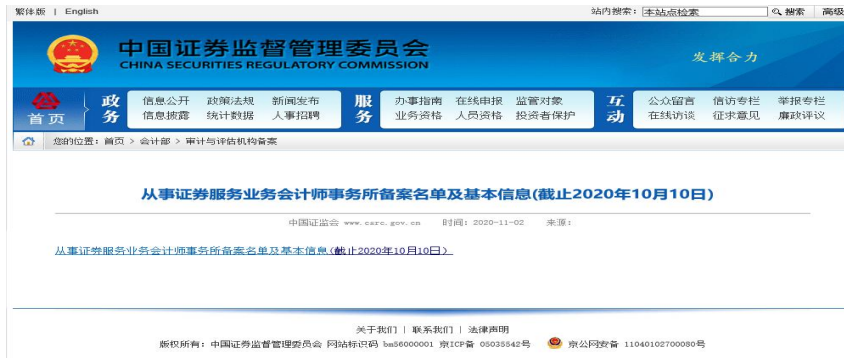 繁体版 | English 站内搜索: 本站点检索 搜索 高级
中国证券监督管理委员会
CHINA SECURITIES REGULATORY COMMISSION
发挥合力
首页 政务 信息公开 政策法规 新闻发布 服务 办事指南 在线申报 监管对象 互动 公众留言 信访专栏 举报专栏
信息披露 统计数据 人事招聘 业务资格 人员资格 投资者保护 在线访谈 征求意见 廉政评议
您的位置: 首页 > 会计部 > 审计与评估机构备案
从事证券服务业务会计师事务所备案名单及基本信息(截止2020年10月10日)
中国证监会 www.csrc.gov.cn 时间: 2020-11-02 来源:
从事证券服务业务会计师事务所备案名单及基本信息(截止2020年10月10日)
关于我们 | 联系我们 | 法律声明
版权所有: 中国证券监督管理委员会 网站标识码 bm56000001 京ICP备 05035542号 京公网安备 11040102700080号